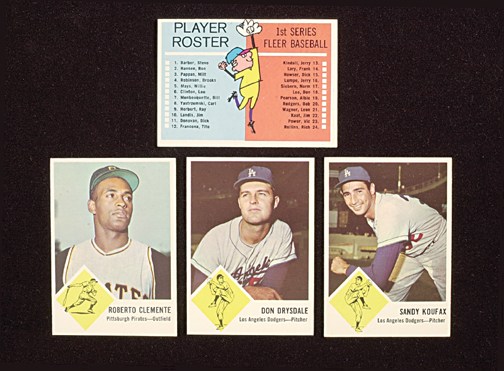 PLAYER
ROSTER
1st SERIES
FLEER BASEBALL
1. Barber, Steve
2. Hansen, Ron
3. Pappas, Milt
4. Robinson, Brooks
5. Mays, Willie
6. Clinton, Lou
7. Monbouquette, Bill
8. Yastrzemski, Carl
9. Herbert, Ray
10. Landis, Jim
11. Donovan, Dick
12. Francona, Tito
Kindall, Jerry 13.
Lary, Frank 14.
Howser, Dick 15.
Lumpe, Jerry 16.
Siebern, Norm 17.
Lee, Don 18.
Pearson, Albie 19.
Rodgers, Bob 20.
Wagner, Leon 21.
Kaat, Jim 22.
Power, Vic 23.
Rollins, Rich 24.
ROBERTO CLEMENTE
Pittsburgh Pirates—Outfield
DON DRYSDALE
Los Angeles Dodgers—Pitcher
SANDY KOUFAX
Los Angeles Dodgers—Pitcher